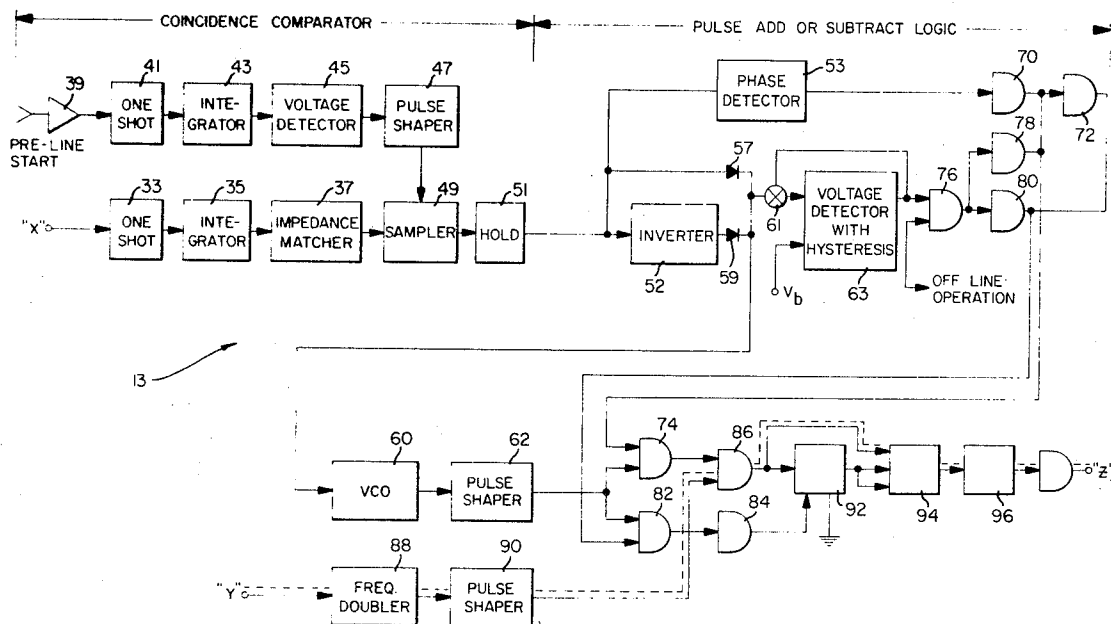 COINCIDENCE COMPARATOR
PULSE ADD OR SUBTRACT LOGIC
39
41
43
45
47
53
70
PRE-LINE
START
ONE
SHOT
INTE-
GRATOR
VOLTAGE
DETECTOR
PULSE
SHAPER
PHASE
DETECTOR
72
78
57
76
80
33
35
37
49
51
61
"X"
ONE
SHOT
INTE-
GRATOR
IMPEDANCE
MATCHER
SAMPLER
HOLD
INVERTER
59
52
VOLTAGE
DETECTOR
WITH
HYSTERESIS
63
Vb
OFF LINE
OPERATION
13
60
62
74
86
VCO
PULSE
SHAPER
82
84
92
94
96
"Z"
88
90
"Y"
FREQ.
DOUBLER
PULSE
SHAPER